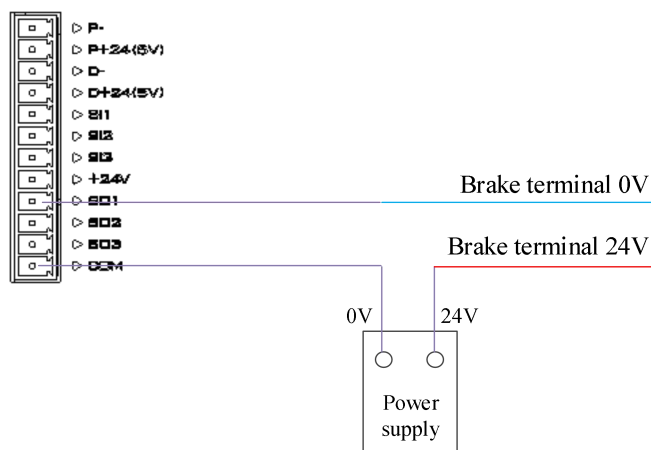 P-
P+24(5V)
D-
D+24(5V)
SI1
SI2
SI3
+24V
SO1
SO2
SO3
COM
Brake terminal 0V
Brake terminal 24V
0V
24V
Power
supply